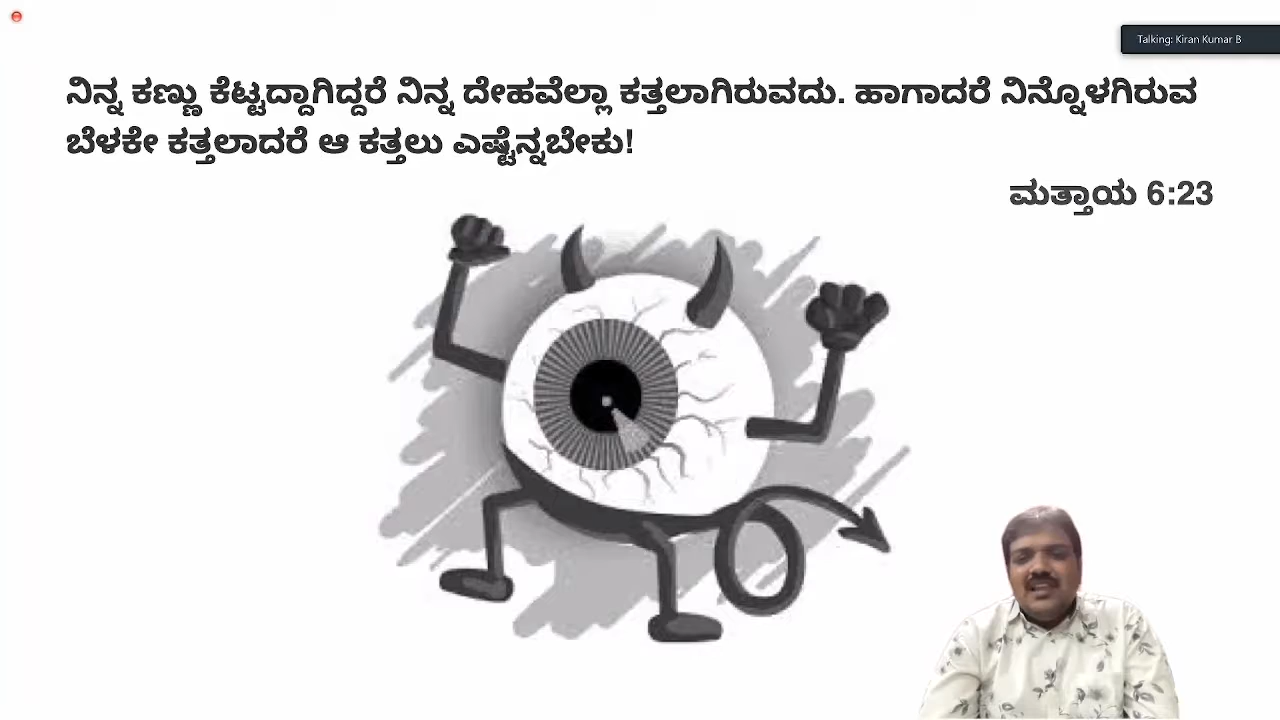 Talking: Kiran Kumar B
ನಿನ್ನ ಕಣ್ಣು ಕೆಟ್ಟದ್ದಾಗಿದ್ದರೆ ನಿನ್ನ ದೇಹವೆಲ್ಲಾ ಕತ್ತಲಾಗಿರುವದು. ಹಾಗಾದರೆ ನಿನ್ನೊಳಗಿರುವ
ಬೆಳಕೇ ಕತ್ತಲಾದರೆ ಆ ಕತ್ತಲು ಎಷ್ಟೆನ್ನಬೇಕು!
ಮತ್ತಾಯ 6:23